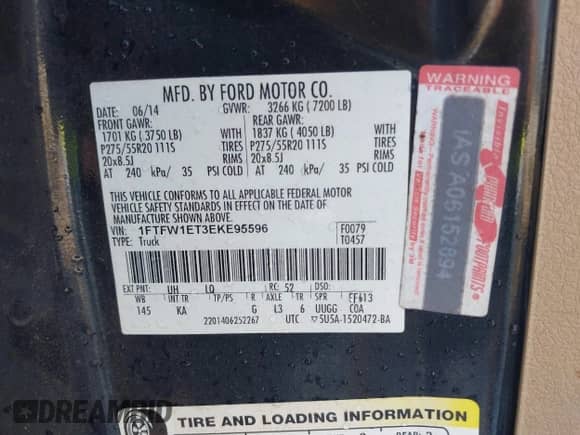 MFD. BY FORD MOTOR CO.
DATE: 06/14 GVWR: 3266 KG ( 7200 LB)
FRONT GAWR: REAR GAWR:
1701 KG ( 3750 LB) WITH 1837 KG ( 4050 LB) WITH
P275/55R20 111S TIRES P275/55R20 111S TIRES
20x8.5J RIMS 20x8.5J RIMS
AT 240 kPa/ 35 PSI COLD AT 240 kPa/ 35 PSI COLD
THIS VEHICLE CONFORMS TO ALL APPLICABLE FEDERAL MOTOR
VEHICLE SAFETY STANDARDS IN EFFECT ON THE DATE OF
MANUFACTURE SHOWN ABOVE.
VIN: 1FTFW1ET3EKE95596 F0079
TYPE: Truck T0457
EXT PNT: UH LQ RC: 52 DSO:
WB INT TR TP/PS R AXLE TR SPR
145 KA G L3 6 UUGG COA
2201406252267 UTC 5U5A-1520472-BA
WARNING
TRACEABLE
IAS A06152894
TIRE AND LOADING INFORMATION
DREAMBID